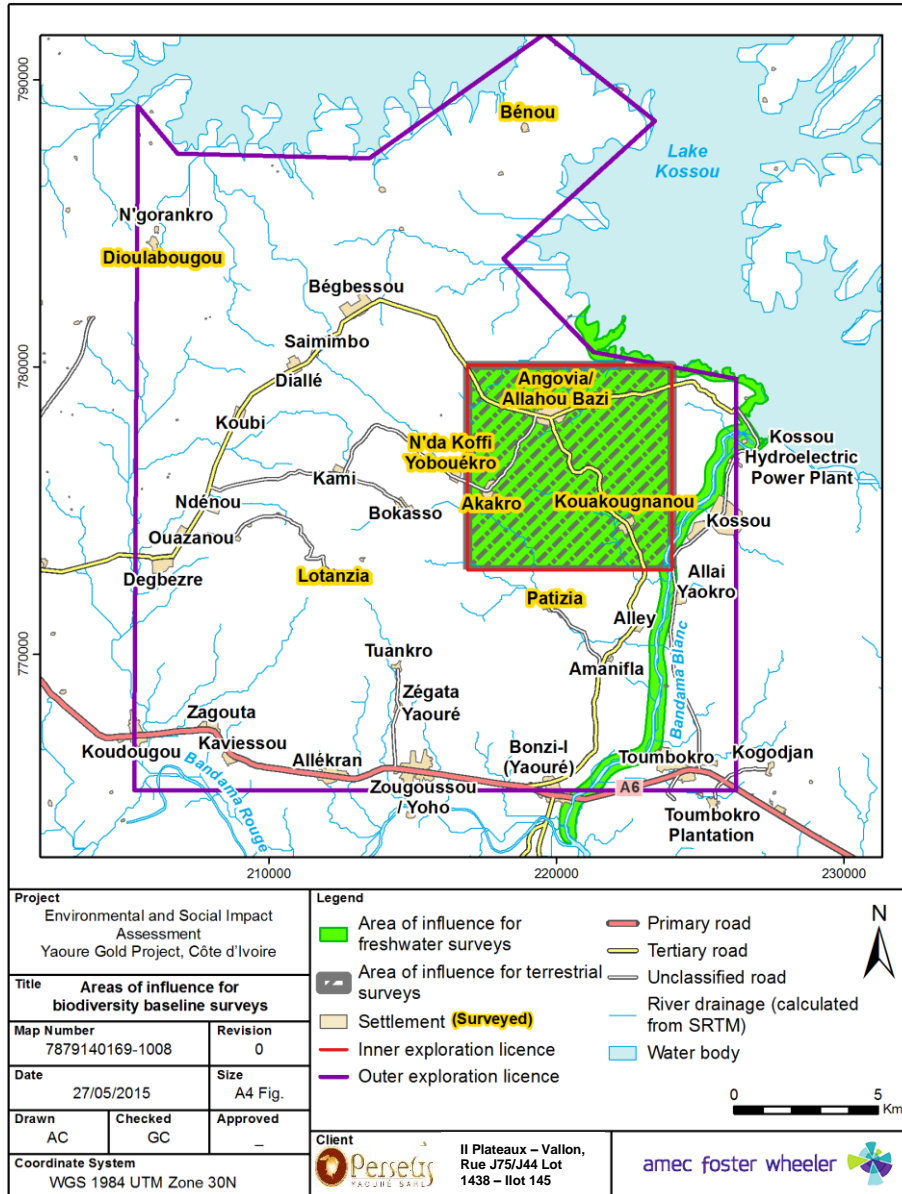 790000
780000
770000
210000
220000
230000
Bénou
Lake
Kossou
N'gorankro
Dioulabougou
Bégbessou
Saimimbo
Diallé
Koubi
Angovia/
Allahou Bazi
N'da Koffi
Yobouékro
Kami
Akakro
Kouakougnanou
Kossou
Hydroelectric
Power Plant
Ndénou
Bokasso
Kossou
Ouazanou
Degbezre
Lotanzia
Patizia
Allai
Yaokro
Alley
Amanifla
Bandama Blanc
Tuankro
Zégata
Yaouré
Zagouta
Koudougou
Kaviessou
Allékran
Bonzi-I
(Yaouré)
Toumbokro
Kogodjan
Bandama Rouge
Zougoussou
/ Yoho
A6
Toumbokro
Plantation
Project
Environmental and Social Impact
Assessment
Yaoure Gold Project, Côte d'Ivoire
Title
Areas of influence for
biodiversity baseline surveys
Map Number
7879140169-1008
Revision
0
Date
27/05/2015
Size
A4 Fig.
Drawn
AC
Checked
GC
Approved
_
Coordinate System
WGS 1984 UTM Zone 30N
Legend
Area of influence for
freshwater surveys
Area of influence for terrestrial
surveys
Settlement (Surveyed)
Inner exploration licence
Outer exploration licence
Primary road
Tertiary road
Unclassified road
River drainage (calculated
from SRTM)
Water body
N
0 5
Km
Client
Perseus
YAOURÉ SARL
II Plateaux – Vallon,
Rue J75/J44 Lot
1438 – Ilot 145
amec foster wheeler